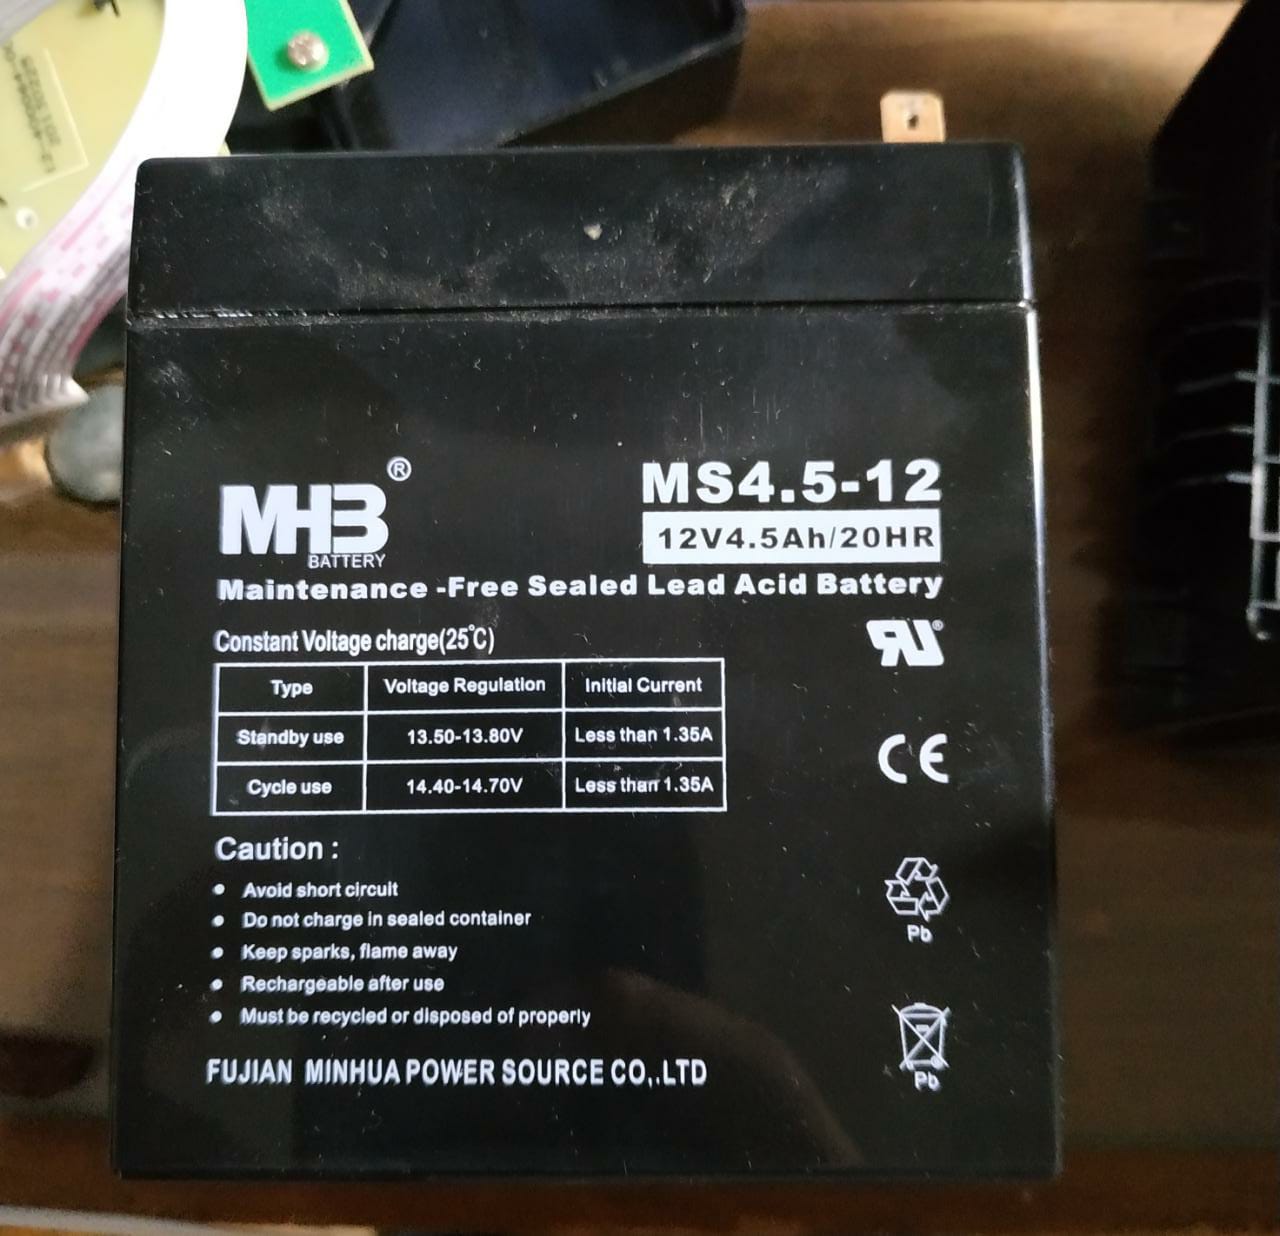 MHB®
BATTERY
MS4.5-12
12V4.5Ah/20HR
Maintenance -Free Sealed Lead Acid Battery
Constant Voltage charge(25°C)
Type Voltage Regulation Initial Current
Standby use 13.50-13.80V Less than 1.35A
Cycle use 14.40-14.70V Less than 1.35A
Caution :
• Avoid short circuit
• Do not charge in sealed container
• Keep sparks, flame away
• Rechargeable after use
• Must be recycled or disposed of properly
FUJIAN MINHUA POWER SOURCE CO,.LTD
RU®
CE
Pb
Pb